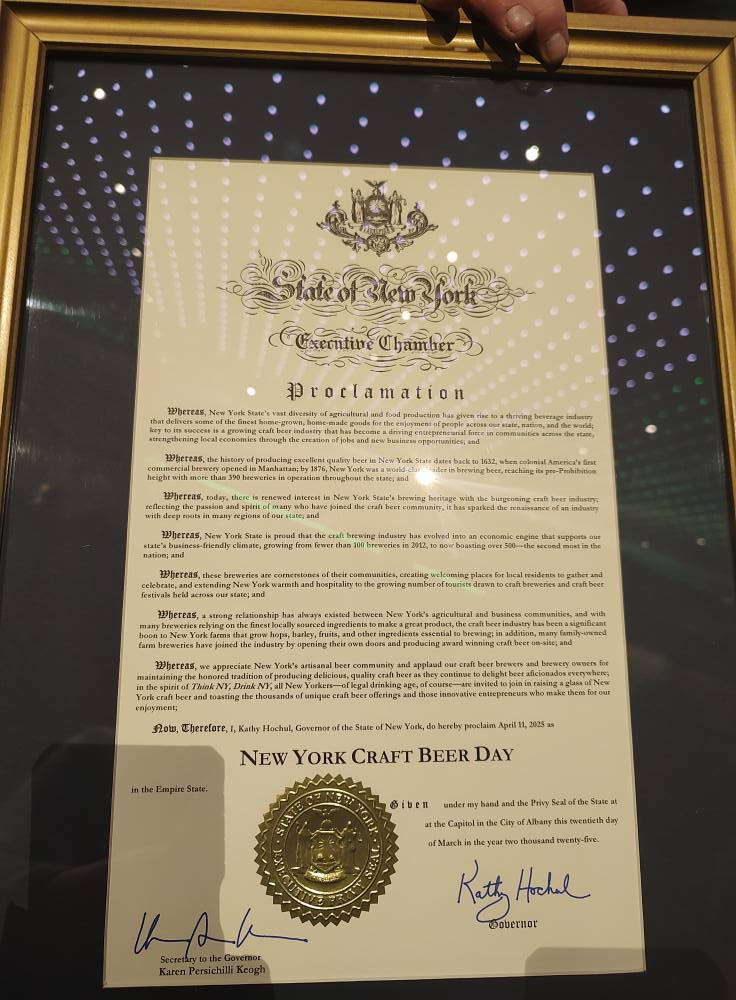 State of New York
Executive Chamber
Proclamation
Whereas, New York State's vast diversity of agricultural and food production has given rise to a thriving beverage industry
that delivers some of the finest home-grown, home-made goods for the enjoyment of people across our state, nation, and the world;
key to its success is a growing craft beer industry that has become a driving entrepreneurial force in communities across the state,
strengthening local economies through the creation of jobs and new business opportunities; and
Whereas, the history of producing excellent quality beer in New York State dates back to 1632, when colonial America's first
commercial brewery opened in Manhattan; by 1876, New York was a world-class leader in brewing beer, reaching its pre-Prohibition
height with more than 390 breweries in operation throughout the state; and
Whereas, today, there is renewed interest in New York State's brewing heritage with the burgeoning craft beer industry;
reflecting the passion and spirit of many who have joined the craft beer community, it has sparked the renaissance of an industry
with deep roots in many regions of our state; and
Whereas, New York State is proud that the craft brewing industry has evolved into an economic engine that supports our
state's business-friendly climate, growing from fewer than 100 breweries in 2012, to now boasting over 500—the second most in the
nation; and
Whereas, these breweries are cornerstones of their communities, creating welcoming places for local residents to gather and
celebrate, and extending New York warmth and hospitality to the growing number of tourists drawn to craft breweries and craft beer
festivals held across our state; and
Whereas, a strong relationship has always existed between New York's agricultural and business communities, and with
many breweries relying on the finest locally sourced ingredients to make a great product, the craft beer industry has been a significant
boon to New York farms that grow hops, barley, fruits, and other ingredients essential to brewing; in addition, many family-owned
farm breweries have joined the industry by opening their own doors and producing award winning craft beer on-site; and
Whereas, we appreciate New York's artisanal beer community and applaud our craft beer brewers and brewery owners for
maintaining the honored tradition of producing delicious, quality craft beer as they continue to delight beer aficionados everywhere;
in the spirit of Think NY, Drink NY, all New Yorkers—of legal drinking age, of course—are invited to join in raising a glass of New
York craft beer and toasting the thousands of unique craft beer offerings and those innovative entrepreneurs who make them for our
enjoyment;
Now, Therefore, I, Kathy Hochul, Governor of the State of New York, do hereby proclaim April 11, 2025 as
NEW YORK CRAFT BEER DAY
in the Empire State.
STATE OF NEW YORK
EXECUTIVE PRIVY SEAL
Given under my hand and the Privy Seal of the State at
at the Capitol in the City of Albany this twentieth day
of March in the year two thousand twenty-five.
Kathy Hochul
Governor
Secretary to the Governor
Karen Persichilli Keogh